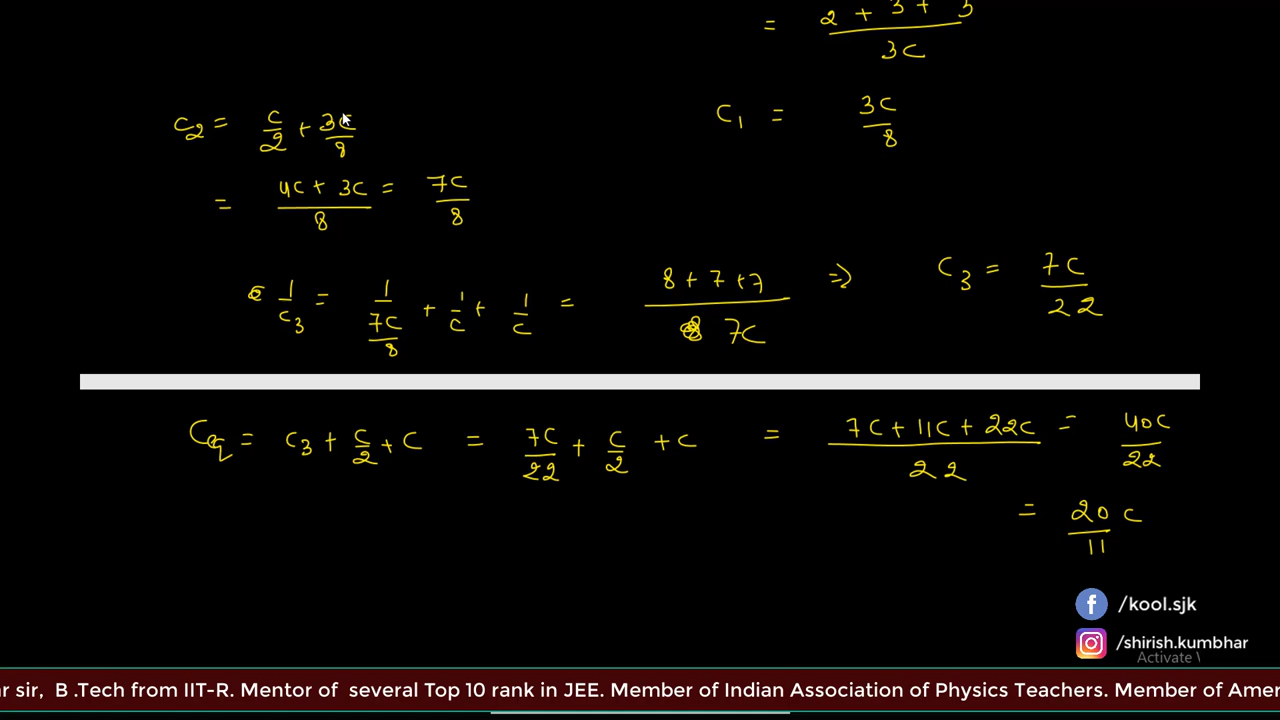 = (2 + 3 + 3)/3C
C₁ = 3C/8
C₂ = C/2 + 3C/8
= (4C + 3C)/8 = 7C/8
1/C₃ = 1/(7C/8) + 1/C + 1/C = (8 + 7 + 7)/7C ⇒ C₃ = 7C/22
Ceq = C₃ + C/2 + C = 7C/22 + C/2 + C = (7C + 11C + 22C)/22 = 40C/22
= 20C/11
/kool.sjk
/shirish.kumbhar
Activate
ar sir, B .Tech from IIT-R. Mentor of several Top 10 rank in JEE. Member of Indian Association of Physics Teachers. Member of Amer